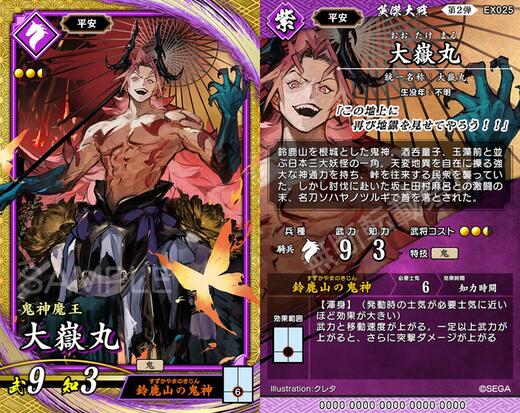 平安
SAMPLE
鬼神魔王
大嶽丸
鬼
武9 知3
すずかやまのきじん
鈴鹿山の鬼神
6
紫
平安
英傑大戦
第2弾
EX025
おおたけまる
大嶽丸
統一名称：大嶽丸
生没年：不明
『この地上に
再び地獄を見せてやろう！！』
鈴鹿山を根城とした鬼神。酒呑童子、玉藻前と並
ぶ日本三大妖怪の一角。天変地異を自在に操る強
大な神通力を持ち、峠を往来する民衆を襲ってい
た。しかし討伐に赴いた坂上田村麻呂との激闘の
末、名刀ソハヤノツルギで首を落とされた。
兵種 武力 知力 武将コスト
騎兵 9 3 特技 鬼
すずかやまのきじん
鈴鹿山の鬼神
必要士気
6
効果時間
知力時間
効果範囲
【渾身】（発動時の士気が必要士気に近い
ほど効果が大きい）
武力と移動速度が上がる。一定以上武力が
上がると、さらに突撃ダメージが上がる
無断転載
Illustration：クレタ
©SEGA
0000 0000 0000 0000 0000